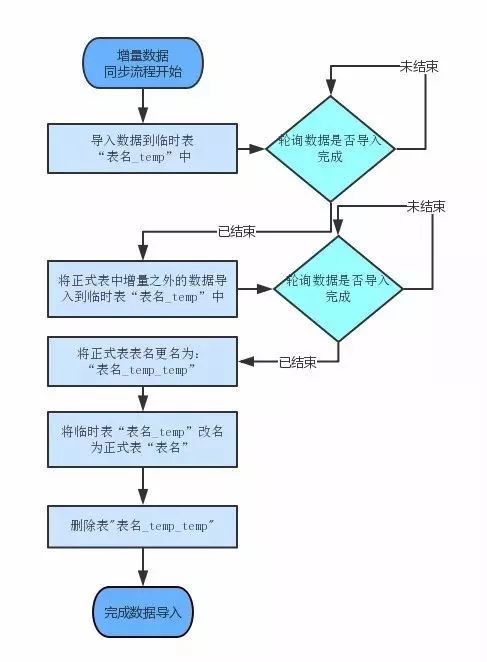 增量数据
同步流程开始
未结束
导入数据到临时表
“表名_temp”中
轮询数据是否导入
完成
已结束
未结束
将正式表中增量之外的数据导
入到临时表“表名_temp”中
轮询数据是否导入
完成
将正式表表名更名为：
“表名_temp_temp”
已结束
将临时表“表名_temp”改名
为正式表“表名”
删除表"表名_temp_temp"
完成数据导入